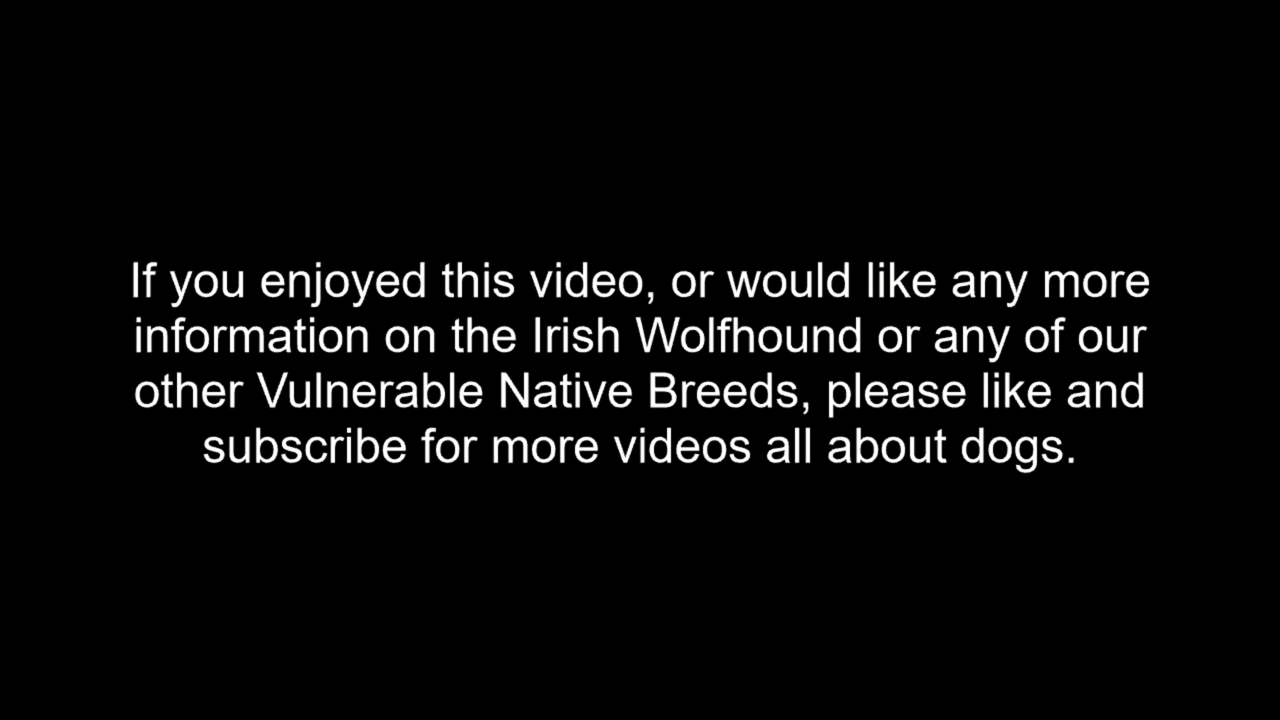 If you enjoyed this video, or would like any more
information on the Irish Wolfhound or any of our
other Vulnerable Native Breeds, please like and
subscribe for more videos all about dogs.